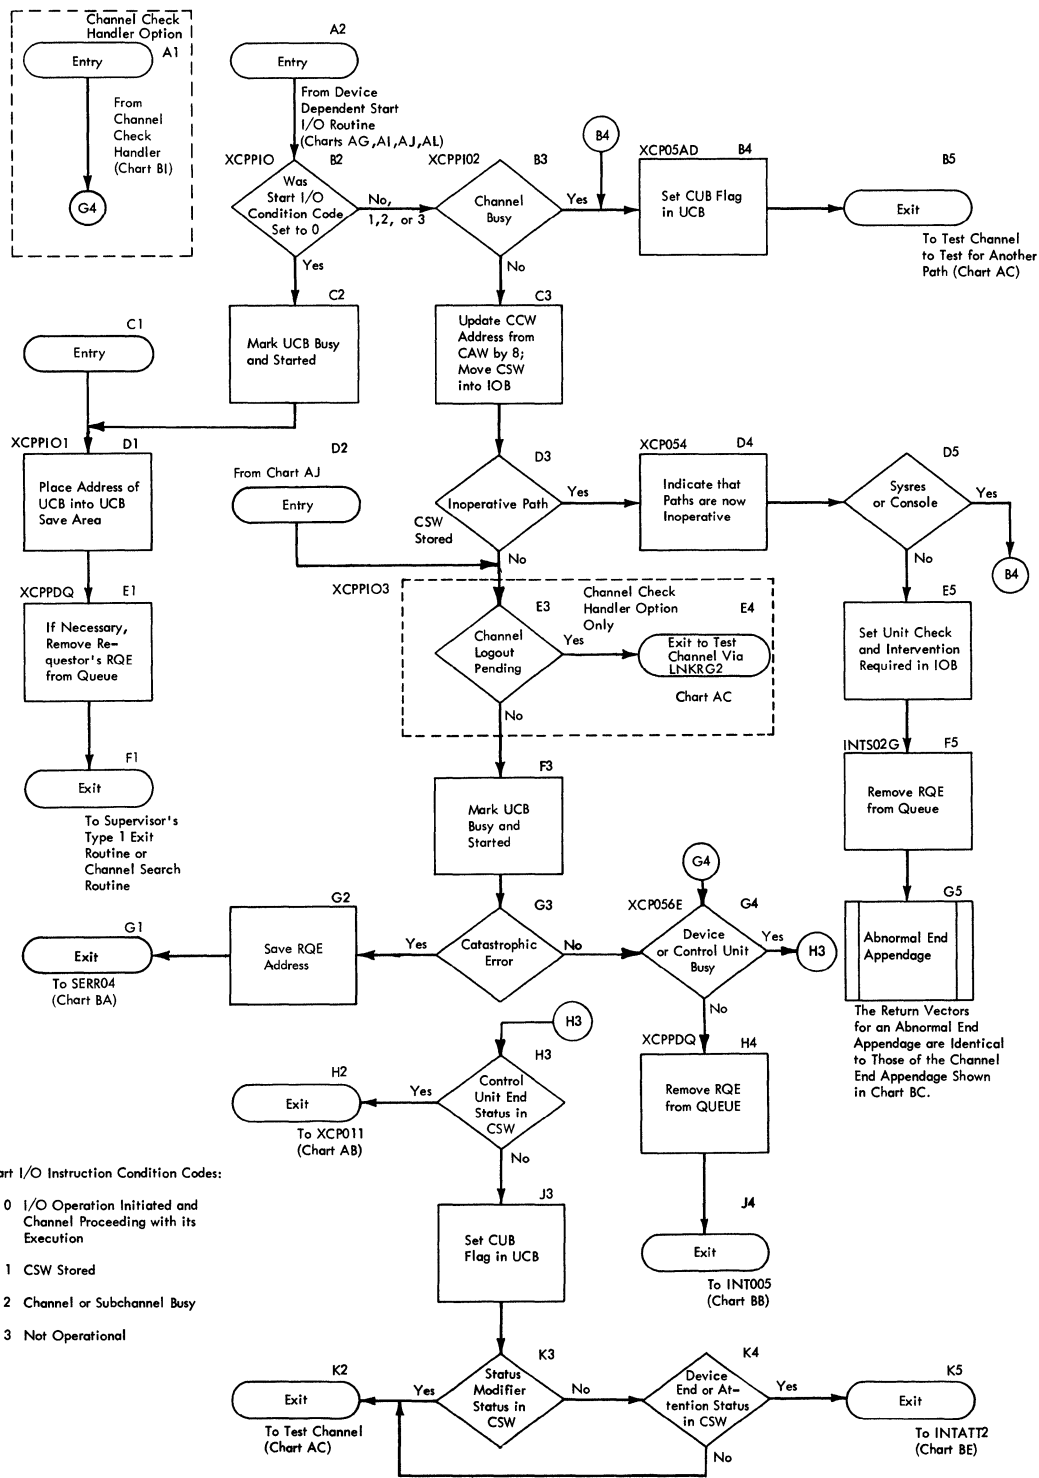 Channel Check
Handler Option
A1
Entry
From
Channel
Check
Handler
(Chart BI)
G4
A2
Entry
From Device
Dependent Start
I/O Routine
(Charts AG,AI,AJ,AL)
XCPPIO
B2
Was
Start I/O
Condition Code
Set to 0
No,
1,2, or 3
Yes
XCPPI02
B3
Channel
Busy
Yes
No
B4
XCP05AD
B4
Set CUB Flag
in UCB
B5
Exit
To Test Channel
to Test for Another
Path (Chart AC)
C1
Entry
C2
Mark UCB Busy
and Started
C3
Update CCW
Address from
CAW by 8;
Move CSW
into IOB
XCPPIO1
D1
Place Address of
UCB into UCB
Save Area
D2
From Chart AJ
Entry
D3
Inoperative Path
CSW
Stored
Yes
No
XCP054
D4
Indicate that
Paths are now
Inoperative
D5
Sysres
or Console
Yes
No
B4
XCPPDQ
E1
If Necessary,
Remove Re-
questor's RQE
from Queue
XCPPIO3
E3
Channel
Logout
Pending
Yes
No
Channel Check
Handler Option
Only
E4
Exit to Test
Channel Via
LNKRG2
Chart AC
E5
Set Unit Check
and Intervention
Required in IOB
F1
Exit
To Supervisor's
Type 1 Exit
Routine or
Channel Search
Routine
F3
Mark UCB
Busy and
Started
INTS02G
F5
Remove RQE
from Queue
G1
Exit
To SERR04
(Chart BA)
G2
Save RQE
Address
G3
Catastrophic
Error
Yes
No
G4
XCP056E
G4
Device
or Control Unit
Busy
Yes
H3
No
G5
Abnormal End
Appendage
The Return Vectors
for an Abnormal End
Appendage are Identical
to Those of the Channel
End Appendage Shown
in Chart BC.
H3
H2
Exit
To XCP011
(Chart AB)
H3
Control
Unit End
Status in
CSW
Yes
No
XCPPDQ
H4
Remove RQE
from QUEUE
art I/O Instruction Condition Codes:
0 I/O Operation Initiated and
Channel Proceeding with its
Execution
1 CSW Stored
2 Channel or Subchannel Busy
3 Not Operational
J3
Set CUB
Flag in UCB
J4
Exit
To INT005
(Chart BB)
K2
Exit
To Test Channel
(Chart AC)
K3
Status
Modifier
Status in
CSW
Yes
No
K4
Device
End or At-
tention Status
in CSW
Yes
No
K5
Exit
To INTATT2
(Chart BE)